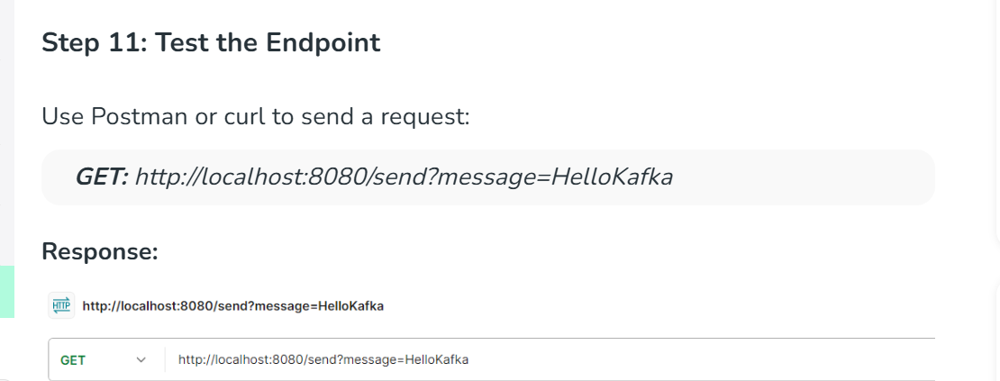 Step 11: Test the Endpoint
Use Postman or curl to send a request:
GET: http://localhost:8080/send?message=HelloKafka
Response:
HTTP http://localhost:8080/send?message=HelloKafka
GET http://localhost:8080/send?message=HelloKafka